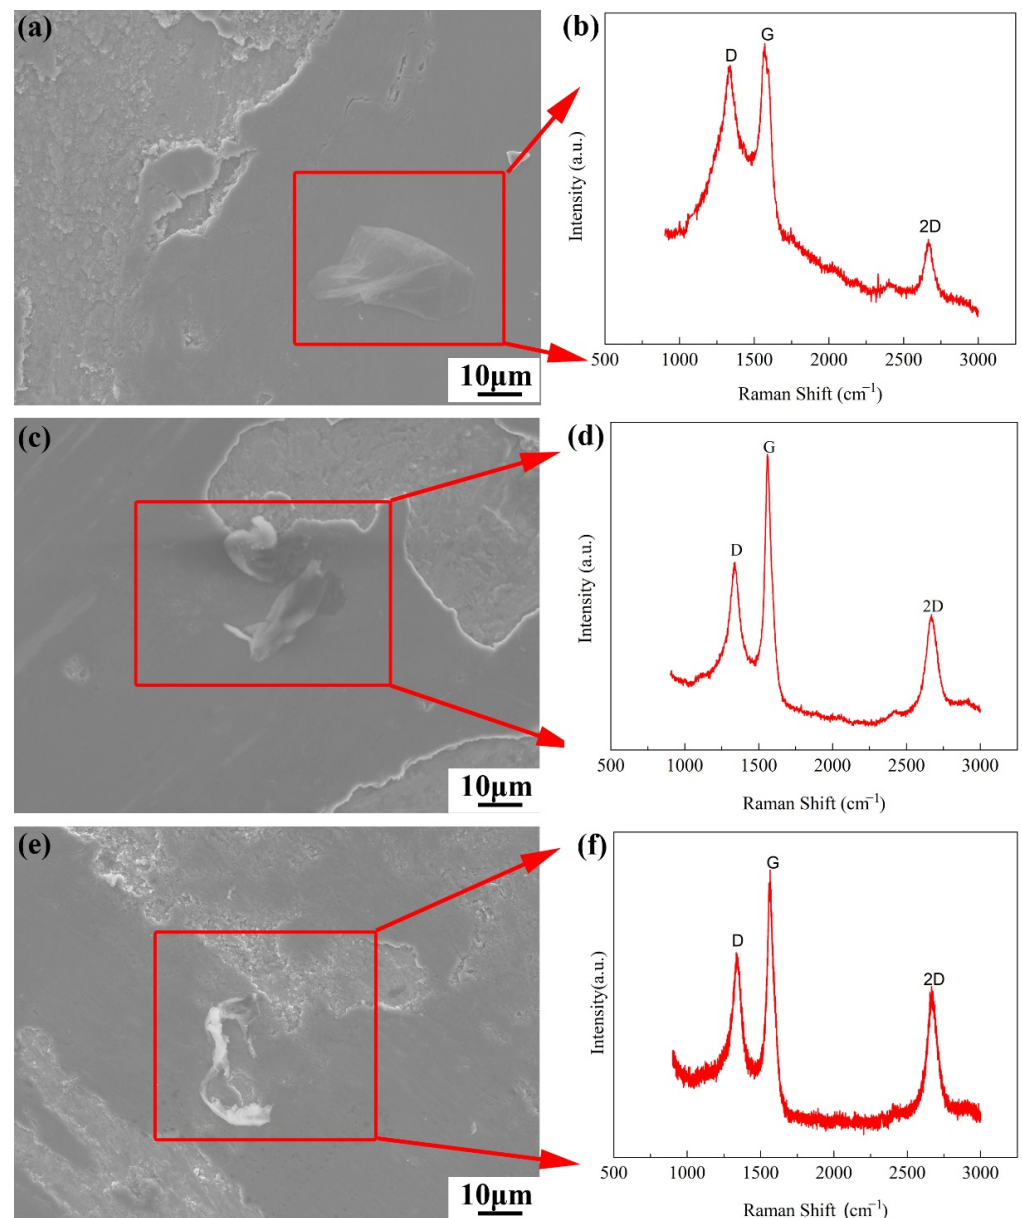 (a)
10μm
(b)
D
G
2D
Intensity (a.u.)
500 1000 1500 2000 2500 3000
Raman Shift (cm⁻¹)
(c)
10μm
(d)
G
D
2D
Intensity (a.u.)
500 1000 1500 2000 2500 3000
Raman Shift (cm⁻¹)
(e)
10μm
(f)
G
D
2D
Intensity(a.u.)
500 1000 1500 2000 2500 3000
Raman Shift (cm⁻¹)